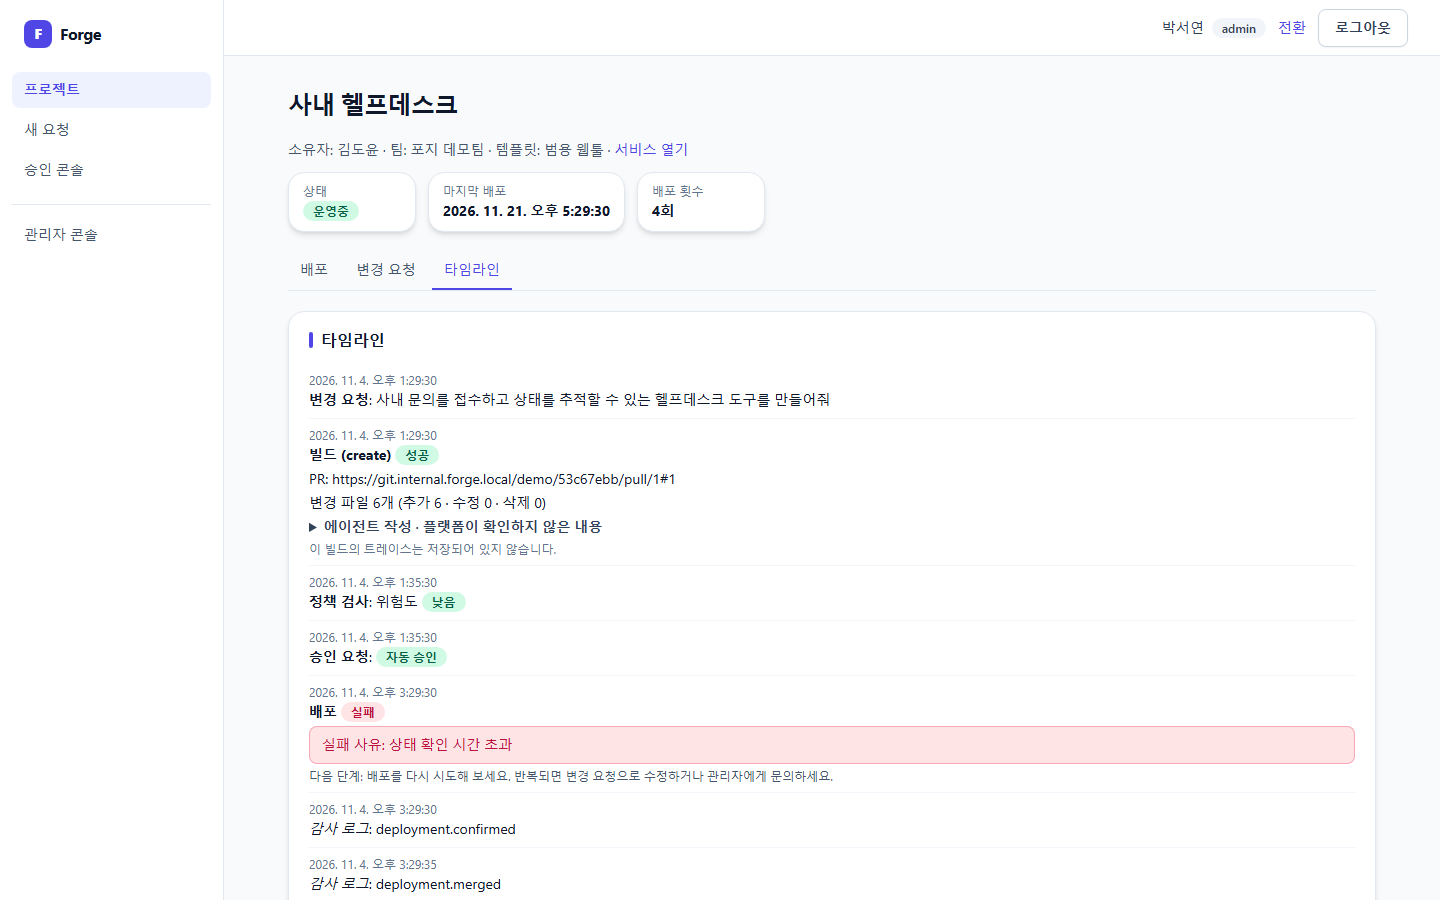 F Forge
박서연 admin 전환 로그아웃
프로젝트
새 요청
승인 콘솔
관리자 콘솔
사내 헬프데스크
소유자: 김도윤 · 팀: 포지 데모팀 · 템플릿: 범용 웹툴 · 서비스 열기
상태
운영중
마지막 배포
2026. 11. 21. 오후 5:29:30
배포 횟수
4회
배포 변경 요청 타임라인
타임라인
2026. 11. 4. 오후 1:29:30
변경 요청: 사내 문의를 접수하고 상태를 추적할 수 있는 헬프데스크 도구를 만들어줘
2026. 11. 4. 오후 1:29:30
빌드 (create) 성공
PR: https://git.internal.forge.local/demo/53c67ebb/pull/1#1
변경 파일 6개 (추가 6 · 수정 0 · 삭제 0)
▶ 에이전트 작성 · 플랫폼이 확인하지 않은 내용
이 빌드의 트레이스는 저장되어 있지 않습니다.
2026. 11. 4. 오후 1:35:30
정책 검사: 위험도 낮음
2026. 11. 4. 오후 1:35:30
승인 요청: 자동 승인
2026. 11. 4. 오후 3:29:30
배포 실패
실패 사유: 상태 확인 시간 초과
다음 단계: 배포를 다시 시도해 보세요. 반복되면 변경 요청으로 수정하거나 관리자에게 문의하세요.
2026. 11. 4. 오후 3:29:30
감사 로그: deployment.confirmed
2026. 11. 4. 오후 3:29:35
감사 로그: deployment.merged